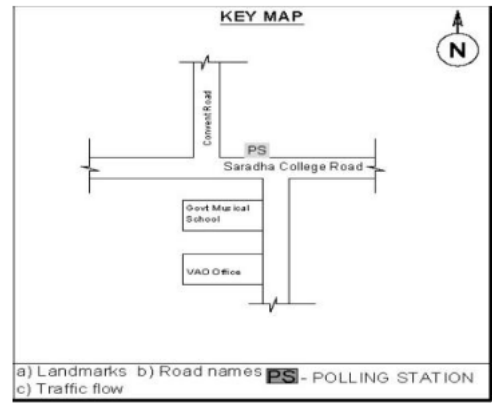 KEY MAP
N
Convent Road
PS
Saradha College Road
Govt Musical
School
VAO Office
a) Landmarks b) Road names PS - POLLING STATION
c) Traffic flow